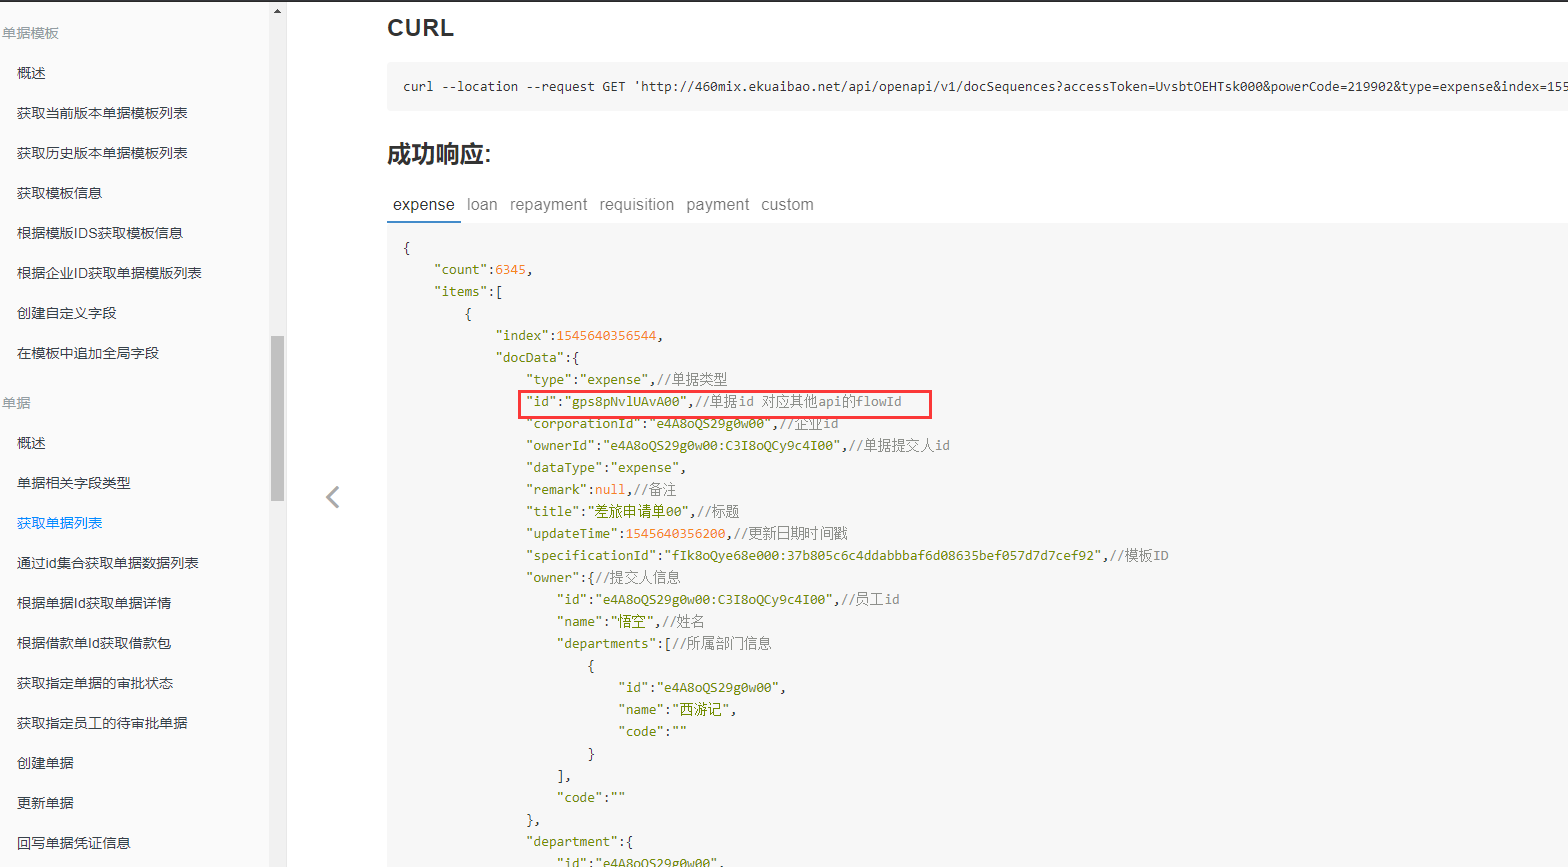 单据模板
概述
获取当前版本单据模板列表
获取历史版本单据模板列表
获取模板信息
根据模版IDS获取模板信息
根据企业ID获取单据模版列表
创建自定义字段
在模板中追加全局字段
单据
概述
单据相关字段类型
获取单据列表
通过id集合获取单据数据列表
根据单据Id获取单据详情
根据借款单Id获取借款包
获取指定单据的审批状态
获取指定员工的待审批单据
创建单据
更新单据
回写单据凭证信息
CURL
curl --location --request GET 'http://460mix.ekuaibao.net/api/openapi/v1/docSequences?accessToken=UvsbtOEHTsk000&powerCode=219902&type=expense&index=155
成功响应:
expense loan repayment requisition payment custom
{
"count":6345,
"items":[
{
"index":1545640356544,
"docData":{
"type":"expense",//单据类型
"id":"gps8pNvlUAvA00",//单据id 对应其他api的flowId
"corporationId":"e4A8oQS29g0w00",//企业id
"ownerId":"e4A8oQS29g0w00:C3I8oQCy9c4I00",//单据提交人id
"dataType":"expense",
"remark":null,//备注
"title":"差旅申请单00",//标题
"updateTime":1545640356200,//更新日期时间戳
"specificationId":"fIk8oQye68e000:37b805c6c4ddabbbaf6d08635bef057d7d7cef92",//模板ID
"owner":{//提交人信息
"id":"e4A8oQS29g0w00:C3I8oQCy9c4I00",//员工id
"name":"悟空",//姓名
"departments":[//所属部门信息
{
"id":"e4A8oQS29g0w00",
"name":"西游记",
"code":""
}
],
"code":""
},
"department":{
"id":"e4A8oQS29g0w00",